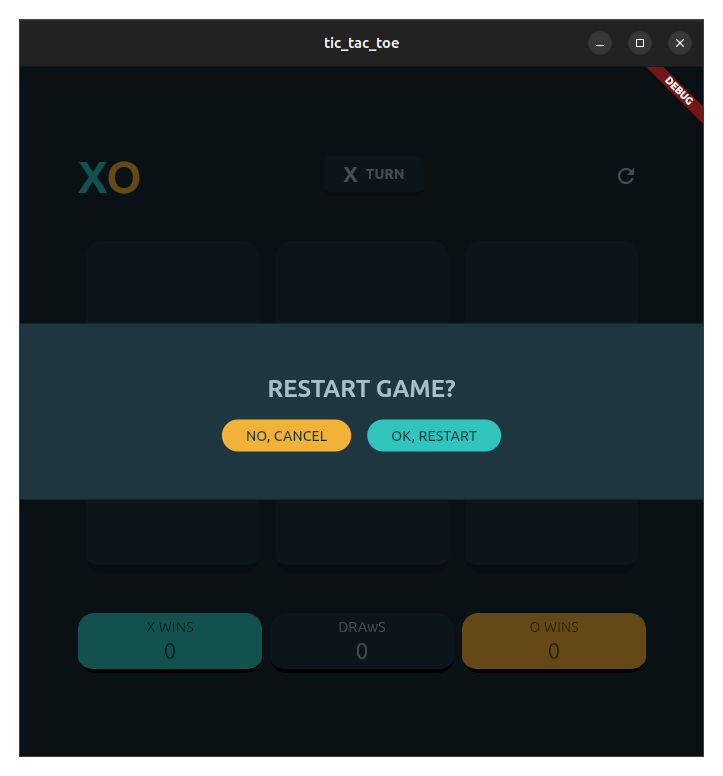 tic_tac_toe
DEBUG
XO
X TURN
RESTART GAME?
NO, CANCEL
OK, RESTART
X WINS
0
DRAwS
0
O WINS
0